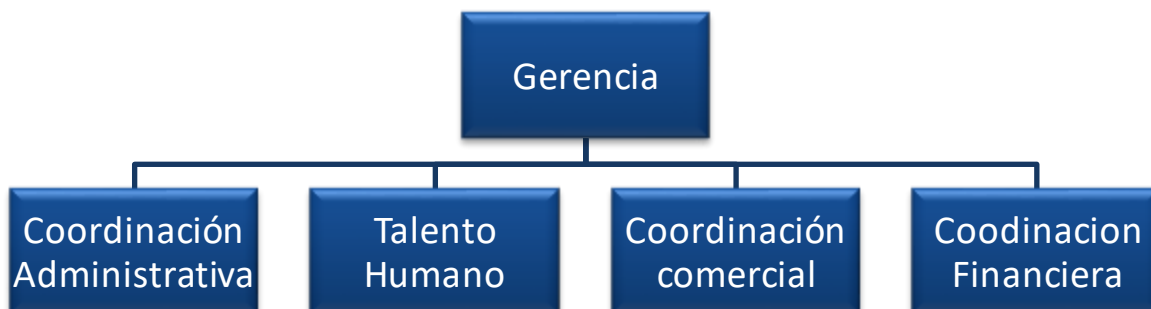 Gerencia
Coordinación
Administrativa
Talento
Humano
Coordinación
comercial
Coodinacion
Financiera